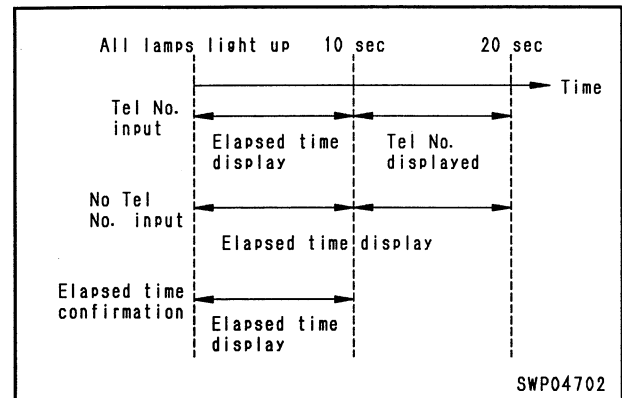 All lamps light up 10 sec 20 sec
Time
Tel No.
input
Elapsed time
display
Tel No.
displayed
No Tel
No. input
Elapsed time display
Elapsed time
confirmation
Elapsed time
display
SWP04702